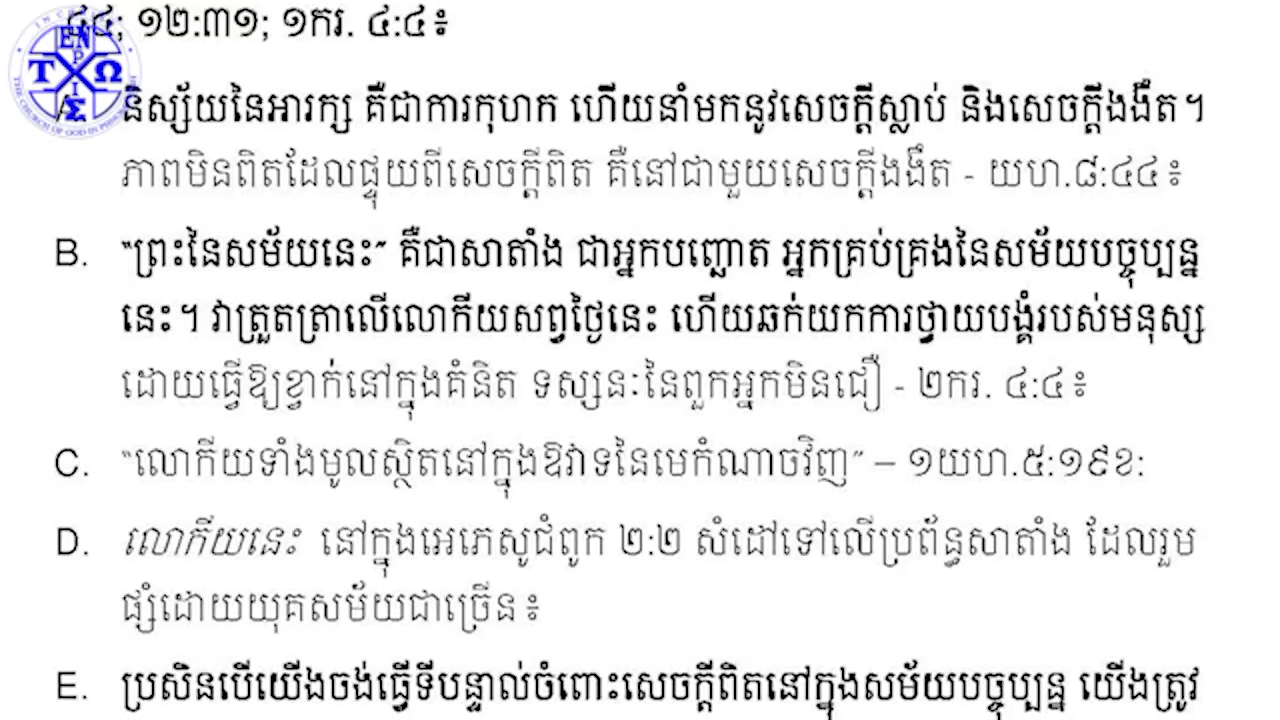 ៤៤; ១២:៣១; ១ករ. ៤:៤៖
A. និស្ស័យនៃអារក្ស គឺជាការកុហក ហើយនាំមកនូវសេចក្ដីស្លាប់ និងសេចក្ដីងងឹត។
ភាពមិនពិតដែលផ្ទុយពីសេចក្ដីពិត គឺនៅជាមួយសេចក្ដីងងឹត - យហ.៨:៤៤៖
B. “ព្រះនៃសម័យនេះ” គឺជាសាតាំង ជាអ្នកបញ្ឆោត អ្នកគ្រប់គ្រងនៃសម័យបច្ចុប្បន្ន
នេះ។ វាត្រួតត្រាលើលោកីយសព្វថ្ងៃនេះ ហើយឆក់យកការថ្វាយបង្គំរបស់មនុស្ស
ដោយធ្វើឱ្យខ្វាក់នៅក្នុងគំនិត ទស្សនៈនៃពួកអ្នកមិនជឿ - ២ករ. ៤:៤៖
C. “លោកីយទាំងមូលស្ថិតនៅក្នុងឱវាទនៃមេកំណាចវិញ” – ១យហ.៥:១៩ខ:
D. លោកីយនេះ នៅក្នុងអេភេសូជំពូក ២:២ សំដៅទៅលើប្រព័ន្ធសាតាំង ដែលរួម
ផ្សំដោយយុគសម័យជាច្រើន៖
E. ប្រសិនបើយើងចង់ធ្វើទីបន្ទាល់ចំពោះសេចក្ដីពិតនៅក្នុងសម័យបច្ចុប្បន្ន យើងត្រូវ